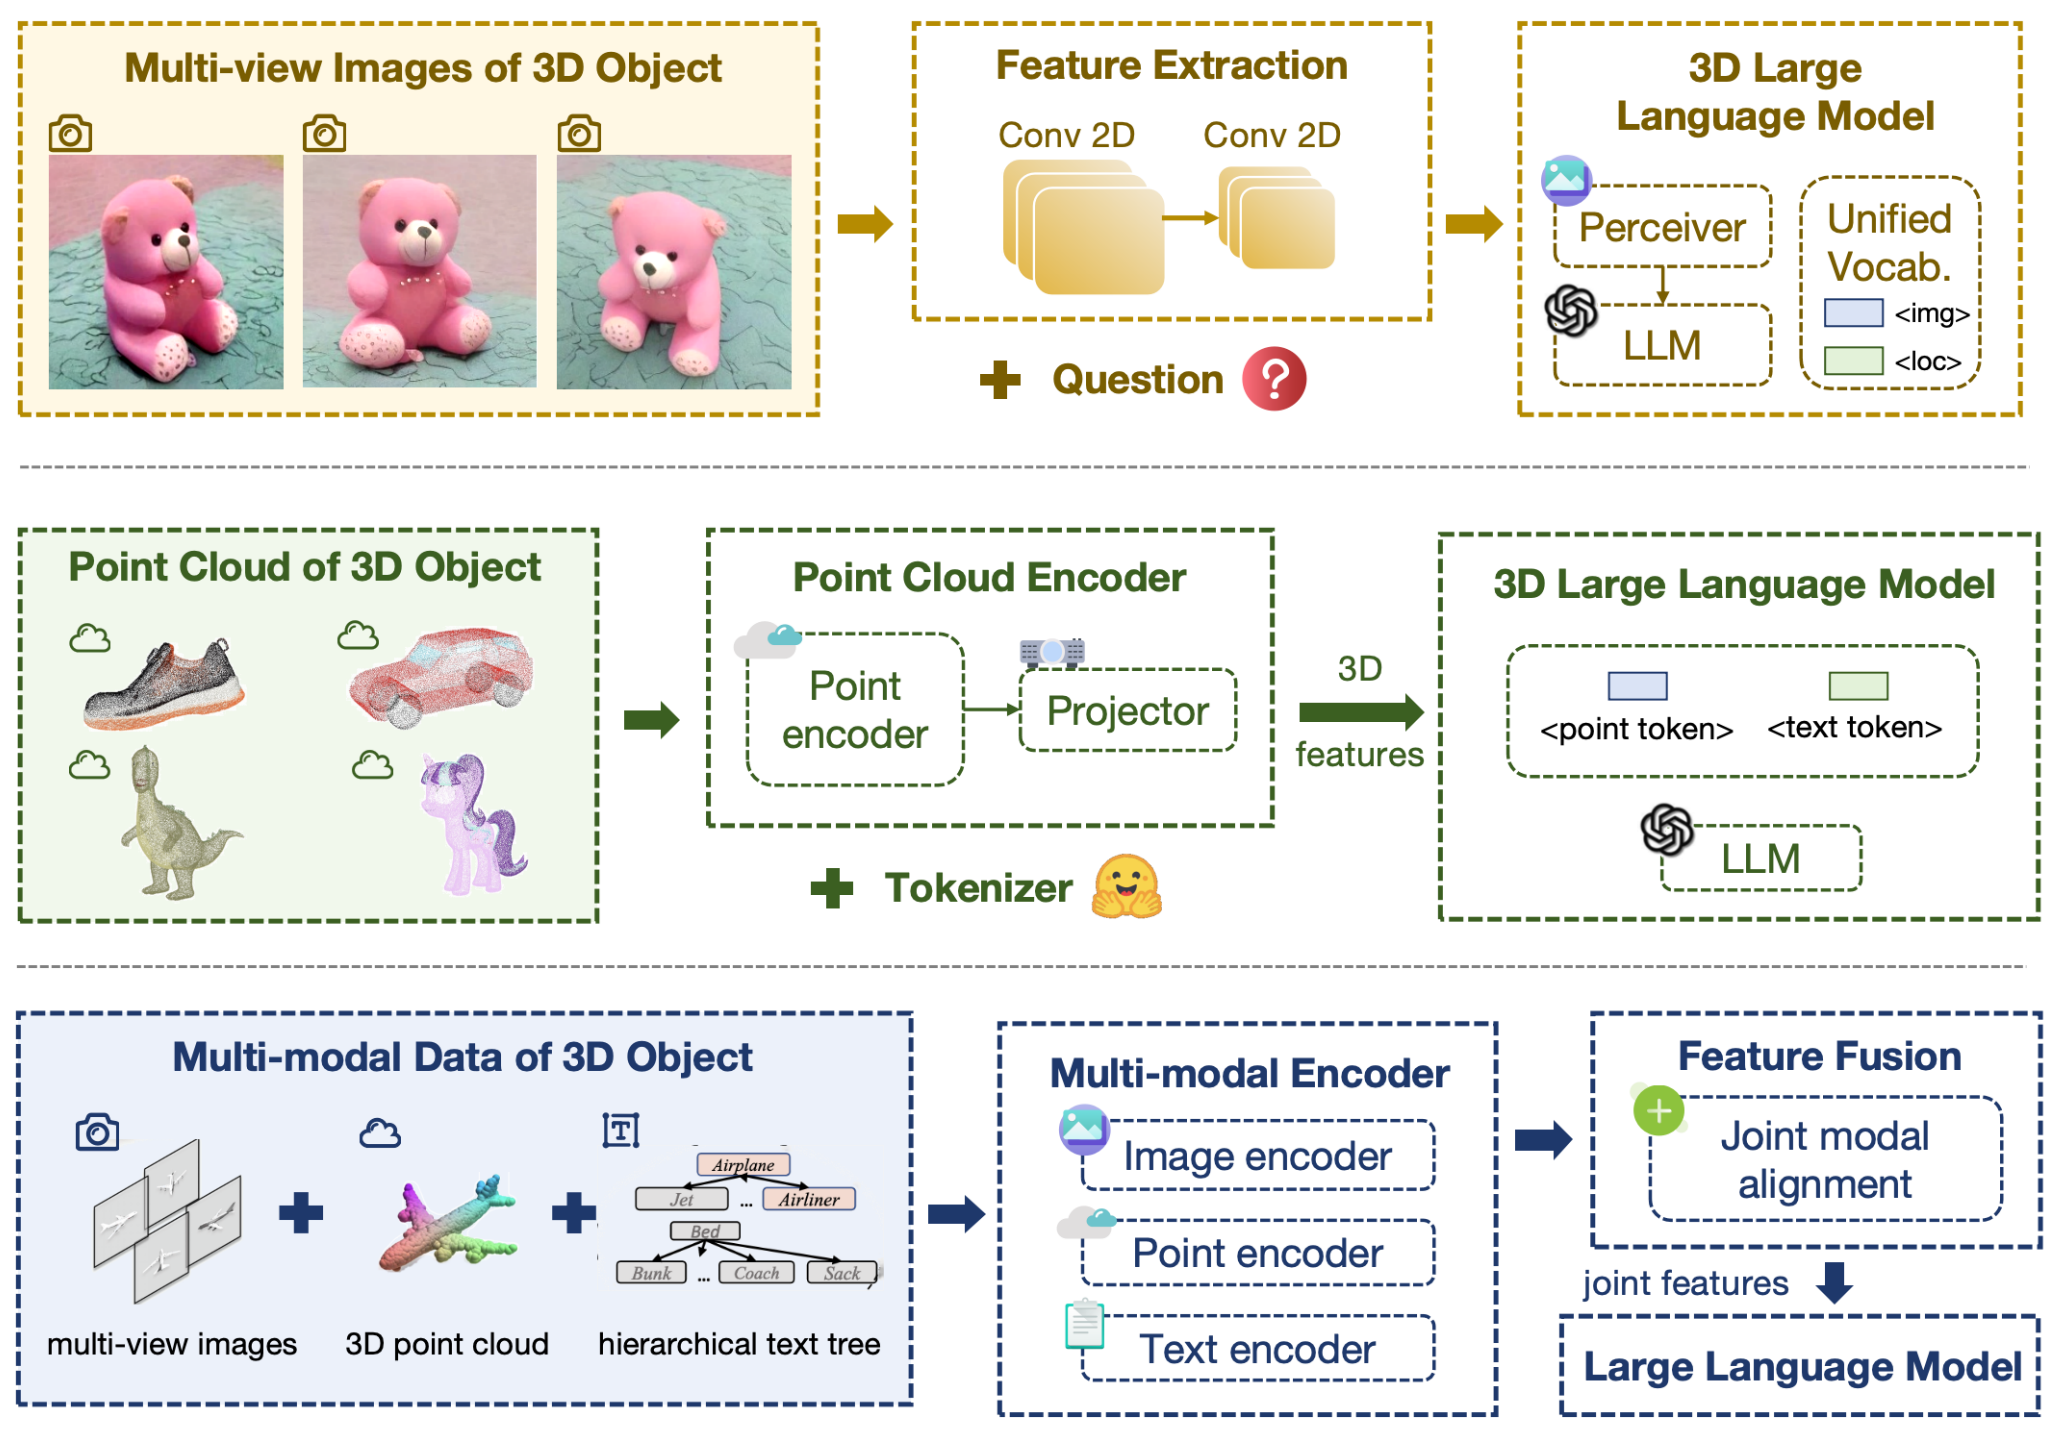 Multi-view Images of 3D Object
Feature Extraction
Conv 2D
Conv 2D
+ Question ?
3D Large
Language Model
Perceiver
LLM
Unified
Vocab.
<img>
<loc>
Point Cloud of 3D Object
Point Cloud Encoder
Point
encoder
Projector
+ Tokenizer
3D
features
3D Large Language Model
<point token>
<text token>
LLM
Multi-modal Data of 3D Object
multi-view images
+
3D point cloud
+
T
Airplane
Jet
...
Airliner
Bed
Bunk
...
Coach
Sack
hierarchical text tree
Multi-modal Encoder
Image encoder
Point encoder
Text encoder
Feature Fusion
+
Joint modal
alignment
joint features
Large Language Model